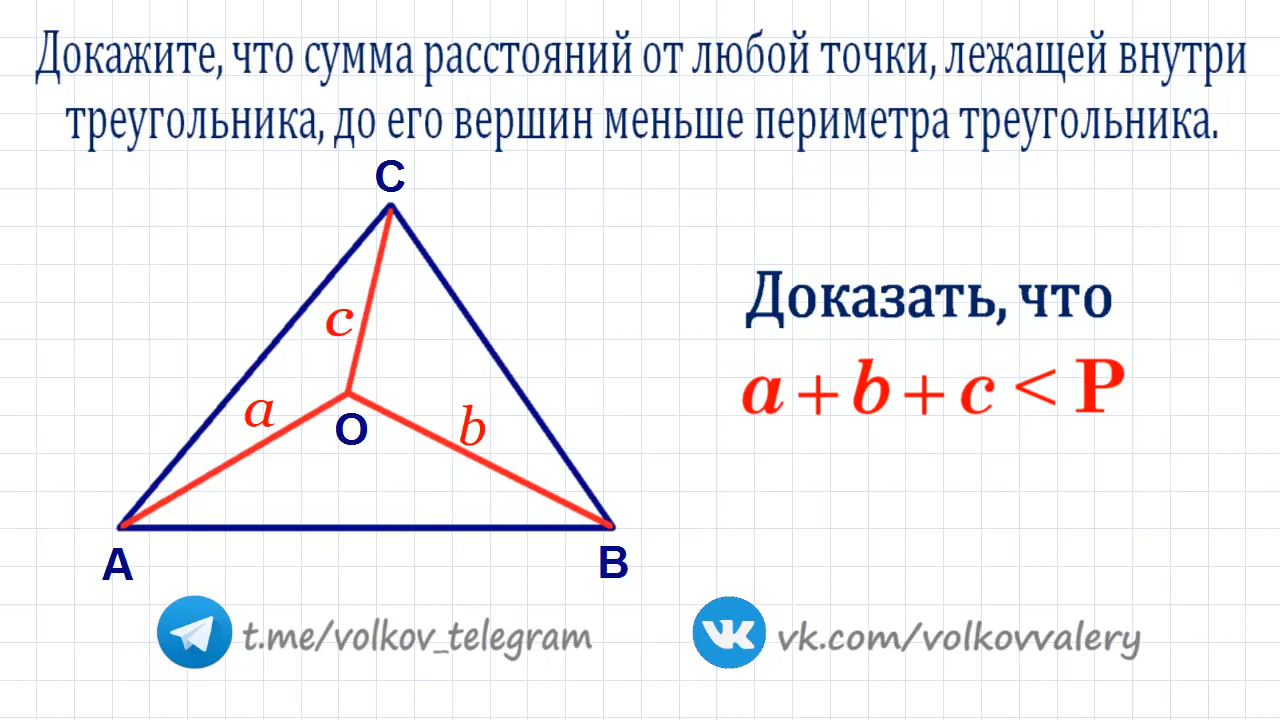 Докажите, что сумма расстояний от любой точки, лежащей внутри
треугольника, до его вершин меньше периметра треугольника.
C
c
a
O
b
A
B
Доказать, что
a + b + c < P
t.me/volkov_telegram
vk.com/volkovvalery